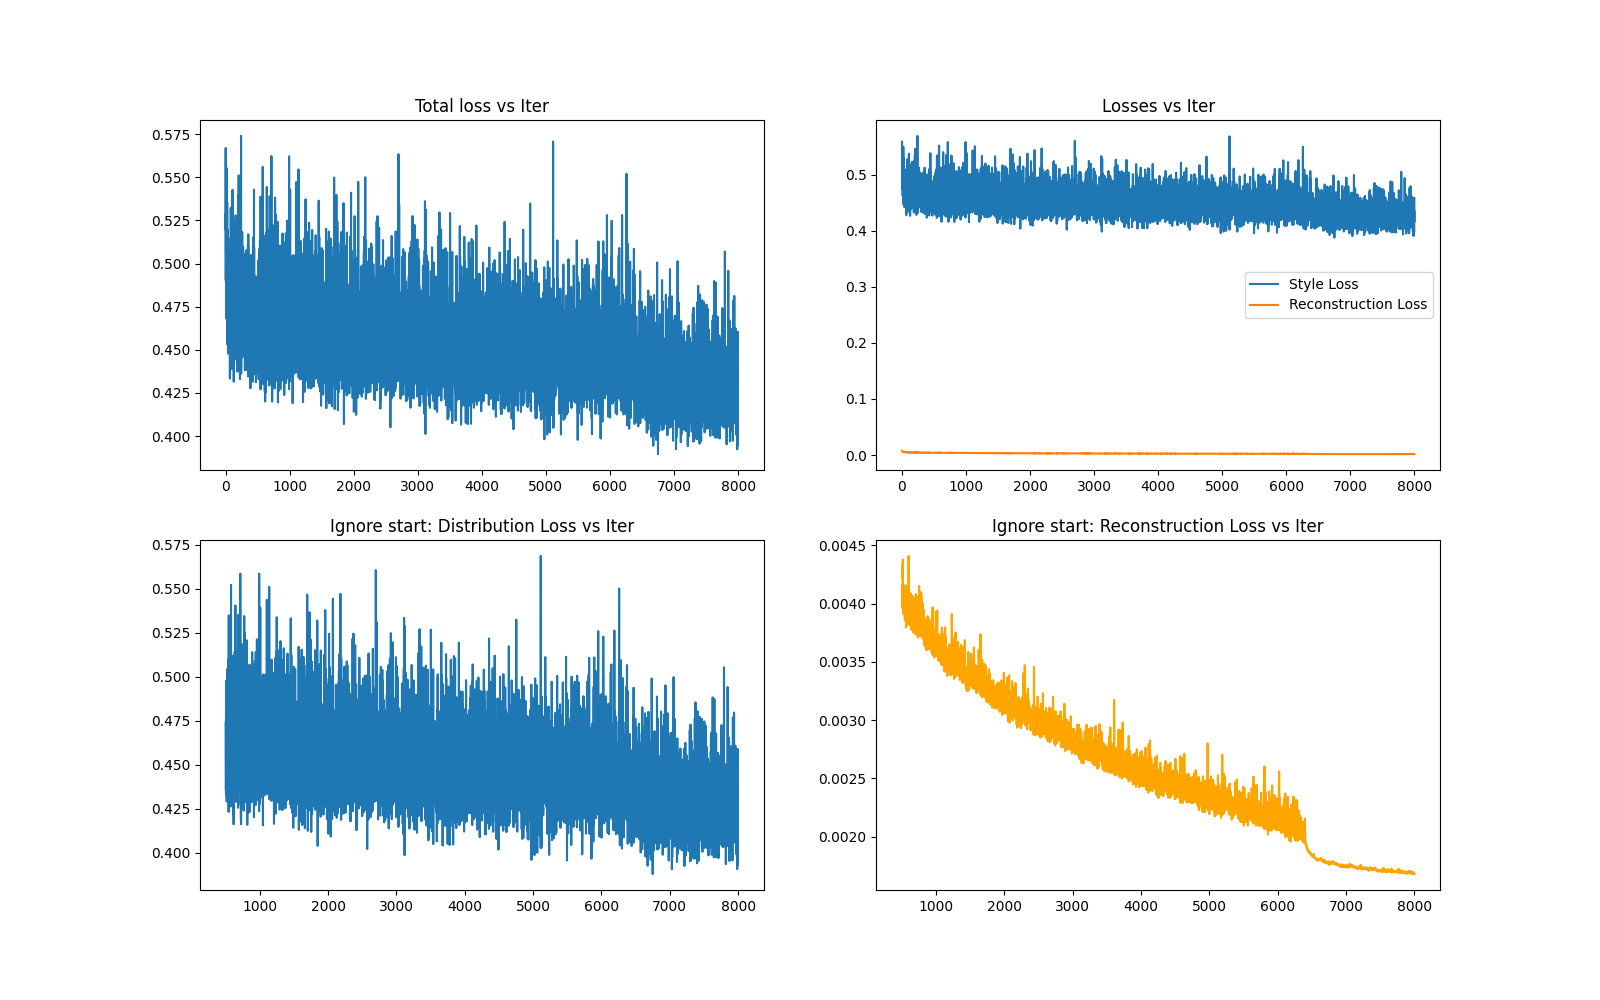 Total loss vs Iter
0.575
0.550
0.525
0.500
0.475
0.450
0.425
0.400
0 1000 2000 3000 4000 5000 6000 7000 8000
Losses vs Iter
0.5
0.4
0.3
0.2
0.1
0.0
Style Loss
Reconstruction Loss
0 1000 2000 3000 4000 5000 6000 7000 8000
Ignore start: Distribution Loss vs Iter
0.575
0.550
0.525
0.500
0.475
0.450
0.425
0.400
1000 2000 3000 4000 5000 6000 7000 8000
Ignore start: Reconstruction Loss vs Iter
0.0045
0.0040
0.0035
0.0030
0.0025
0.0020
1000 2000 3000 4000 5000 6000 7000 8000